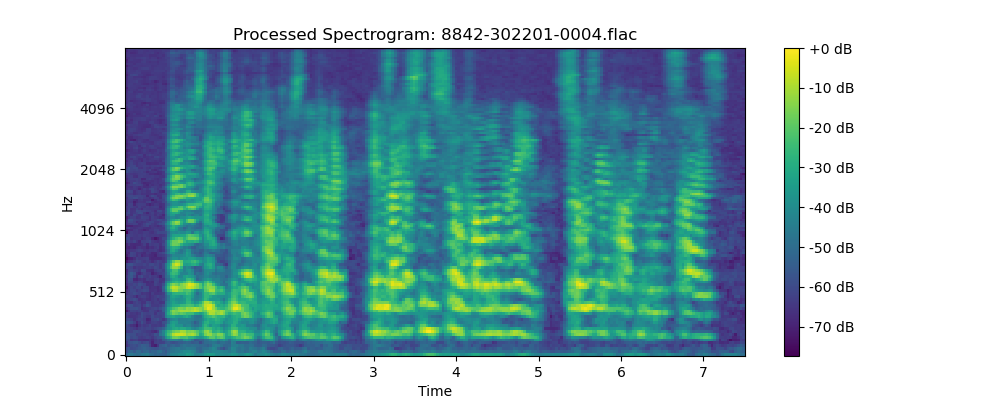 Processed Spectrogram: 8842-302201-0004.flac
Hz
4096
2048
1024
512
0
0 1 2 3 4 5 6 7
Time
+0 dB
-10 dB
-20 dB
-30 dB
-40 dB
-50 dB
-60 dB
-70 dB